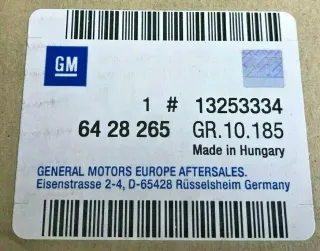 GM
1 # 13253334
64 28 265 GR.10.185
Made in Hungary
GENERAL MOTORS EUROPE AFTERSALES.
Eisenstrasse 2-4, D-65428 Rüsselsheim Germany